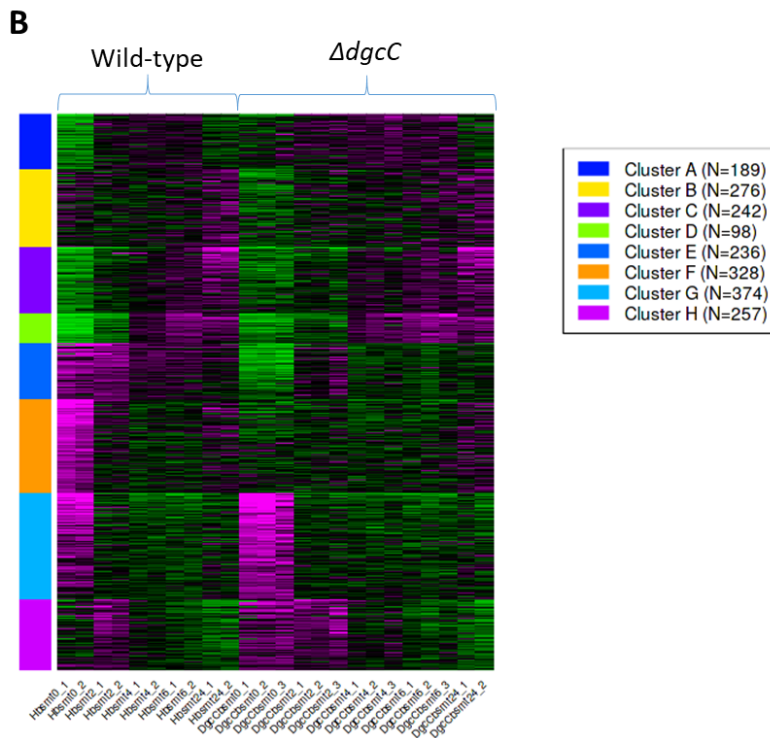 B
Wild-type
ΔdgcC
Cluster A (N=189)
Cluster B (N=276)
Cluster C (N=242)
Cluster D (N=98)
Cluster E (N=236)
Cluster F (N=328)
Cluster G (N=374)
Cluster H (N=257)
Hbsmt0_1
Hbsmt0_2
Hbsmt2_1
Hbsmt2_2
Hbsmt4_1
Hbsmt4_2
Hbsmt6_1
Hbsmt6_2
Hbsmt24_1
Hbsmt24_2
DgcCbsmt0_1
DgcCbsmt0_2
DgcCbsmt0_3
DgcCbsmt2_1
DgcCbsmt2_2
DgcCbsmt2_3
DgcCbsmt4_1
DgcCbsmt4_2
DgcCbsmt4_3
DgcCbsmt6_1
DgcCbsmt6_2
DgcCbsmt6_3
DgcCbsmt24_1
DgcCbsmt24_2